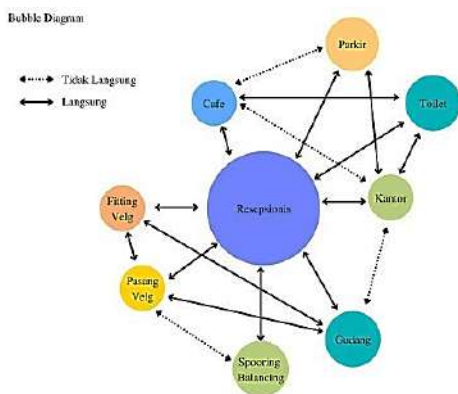 Bubble Diagram
Tidak Langsung
Langsung
Parkir
Cafe
Toilet
Resepsionis
Kantor
Fitting
Velg
Pasang
Velg
Gudang
Spooring
Balancing